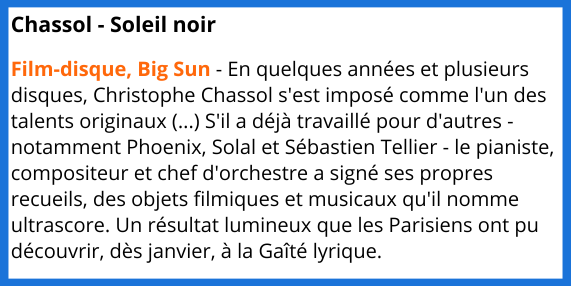 Chassol - Soleil noir
Film-disque, Big Sun - En quelques années et plusieurs
disques, Christophe Chassol s'est imposé comme l'un des
talents originaux (...) S'il a déjà travaillé pour d'autres -
notamment Phoenix, Solal et Sébastien Tellier - le pianiste,
compositeur et chef d'orchestre a signé ses propres
recueils, des objets filmiques et musicaux qu'il nomme
ultrascore. Un résultat lumineux que les Parisiens ont pu
découvrir, dès janvier, à la Gaîté lyrique.